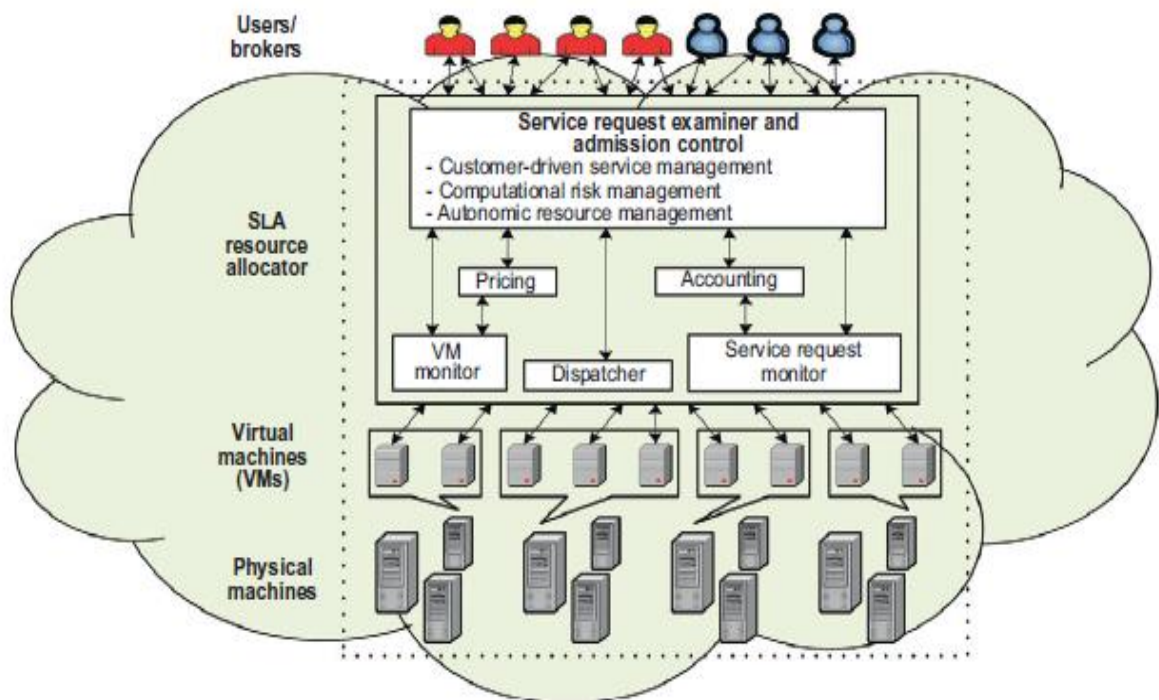 Users/
brokers
Service request examiner and
admission control
- Customer-driven service management
- Computational risk management
- Autonomic resource management
SLA
resource
allocator
Pricing
Accounting
VM
monitor
Dispatcher
Service request
monitor
Virtual
machines
(VMs)
Physical
machines